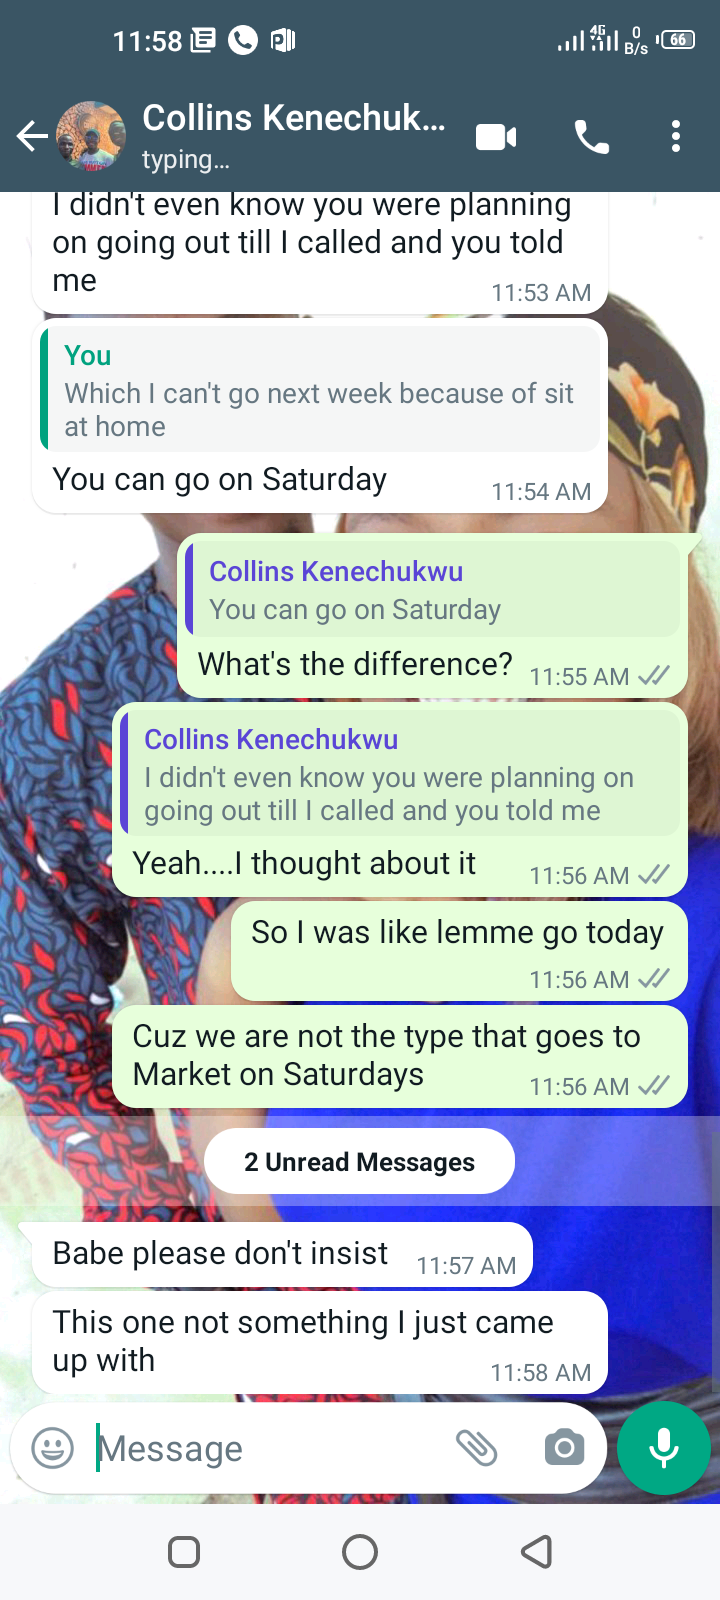 11:58
4G
0
B/s
66
Collins Kenechuk...
typing...
I didn't even know you were planning
on going out till I called and you told
me
11:53 AM
You
Which I can't go next week because of sit
at home
You can go on Saturday
11:54 AM
Collins Kenechukwu
You can go on Saturday
What's the difference?
11:55 AM
Collins Kenechukwu
I didn't even know you were planning on
going out till I called and you told me
Yeah....I thought about it
11:56 AM
So I was like lemme go today
11:56 AM
Cuz we are not the type that goes to
Market on Saturdays
11:56 AM
2 Unread Messages
Babe please don't insist
11:57 AM
This one not something I just came
up with
11:58 AM
Message